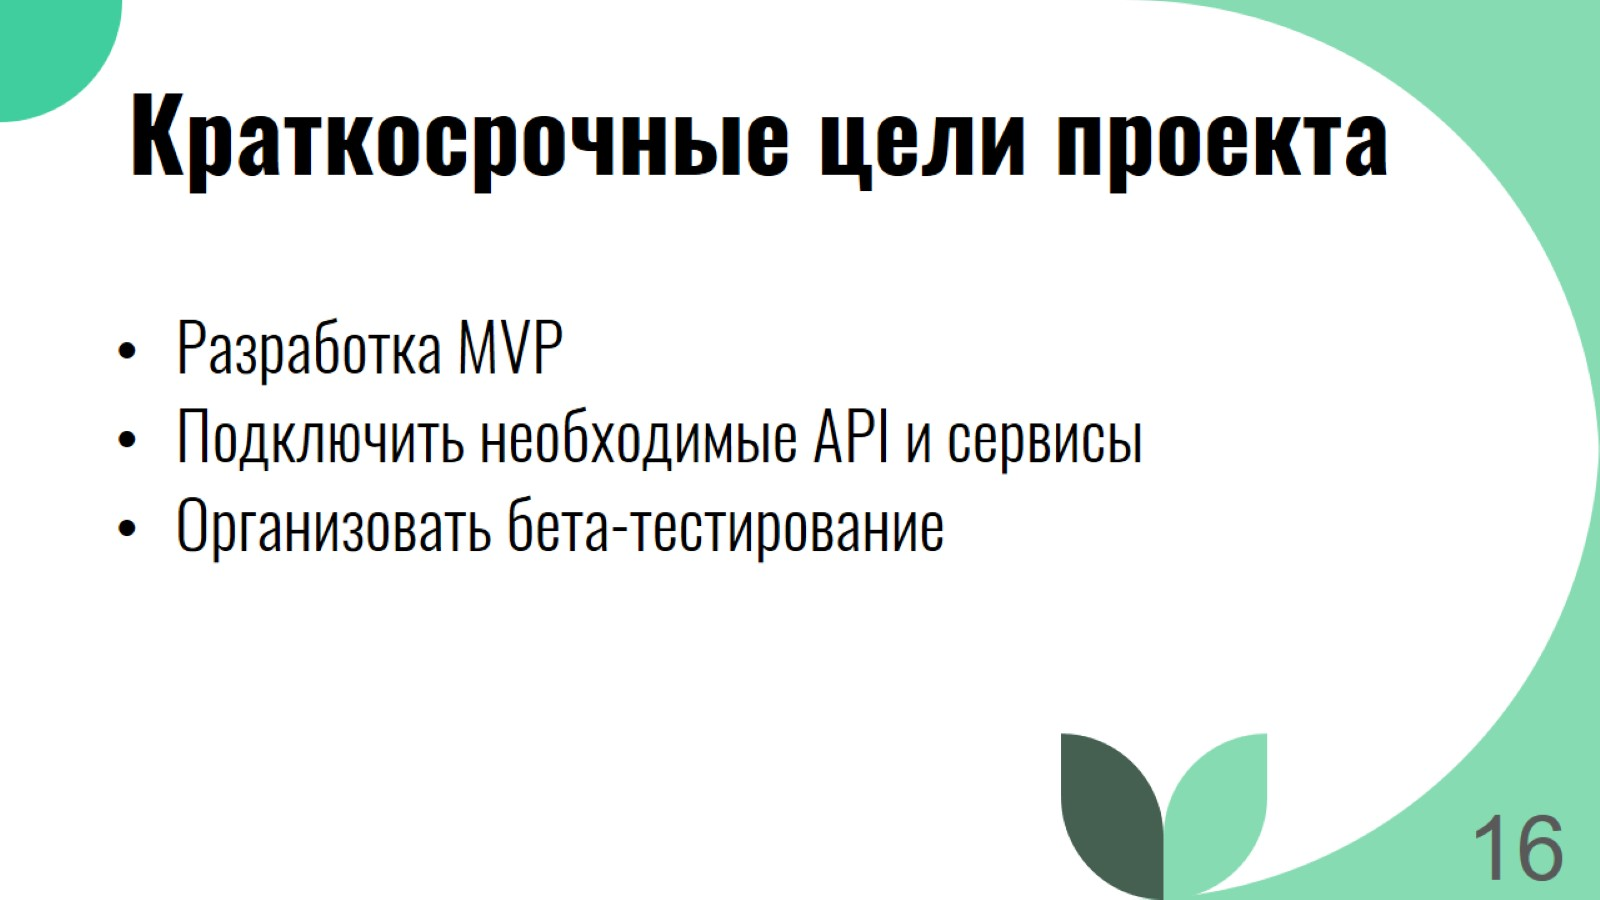 Краткосрочные цели проекта
• Разработка MVP
• Подключить необходимые API и сервисы
• Организовать бета-тестирование
16